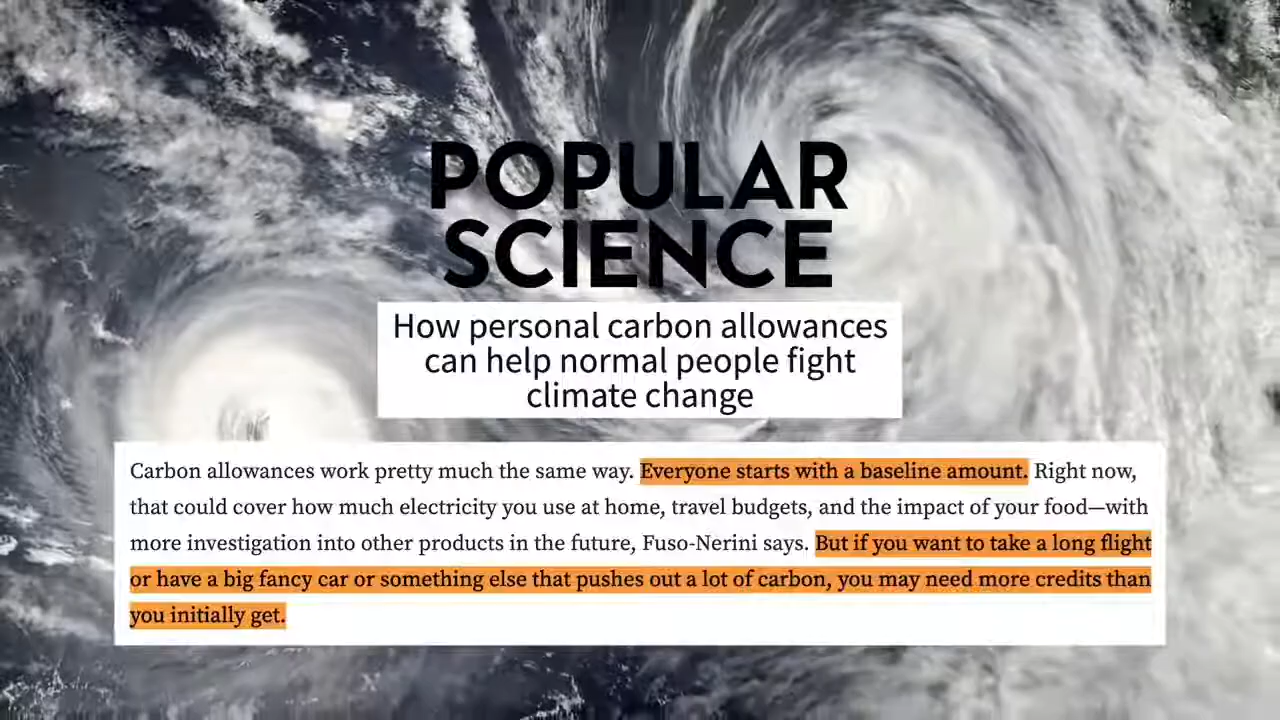 POPULAR
SCIENCE
How personal carbon allowances
can help normal people fight
climate change
Carbon allowances work pretty much the same way. Everyone starts with a baseline amount. Right now,
that could cover how much electricity you use at home, travel budgets, and the impact of your food—with
more investigation into other products in the future, Fuso-Nerini says. But if you want to take a long flight
or have a big fancy car or something else that pushes out a lot of carbon, you may need more credits than
you initially get.